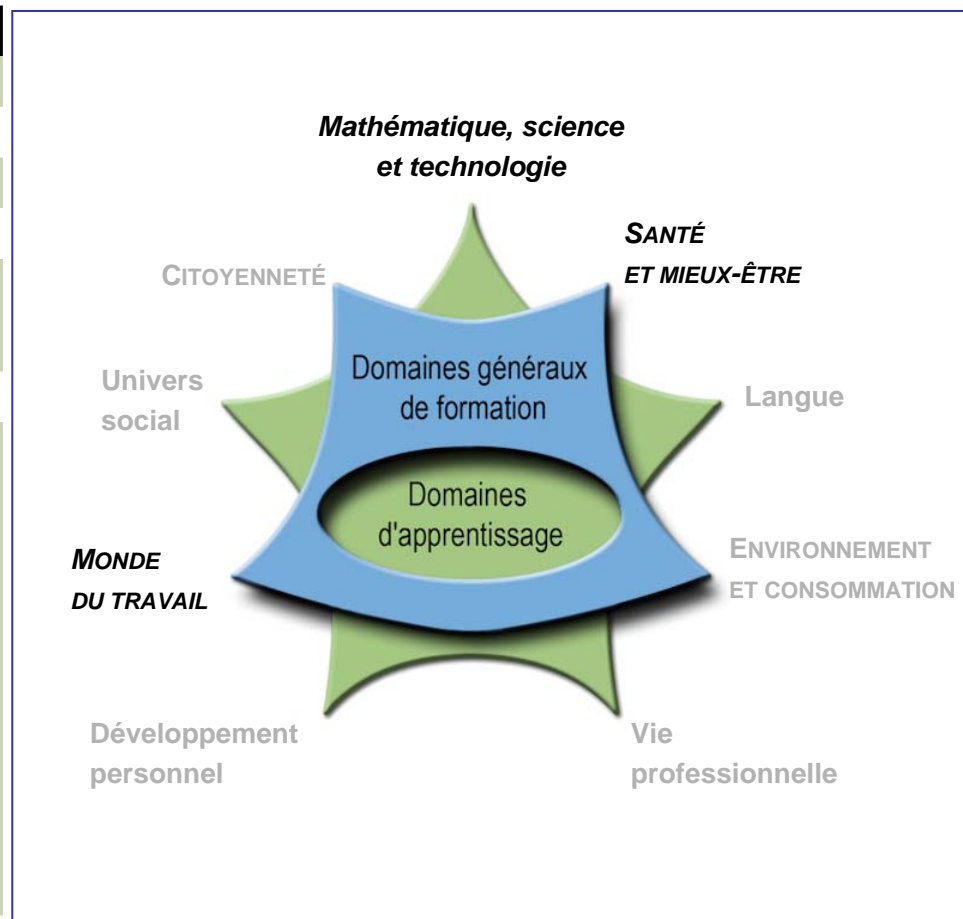 Mathématique, science
et technologie
SANTÉ
ET MIEUX-ÊTRE
CITOYENNETÉ
Domaines généraux
de formation
Univers
social
Langue
Domaines
d'apprentissage
MONDE
DU TRAVAIL
ENVIRONNEMENT
ET CONSOMMATION
Développement
personnel
Vie
professionnelle